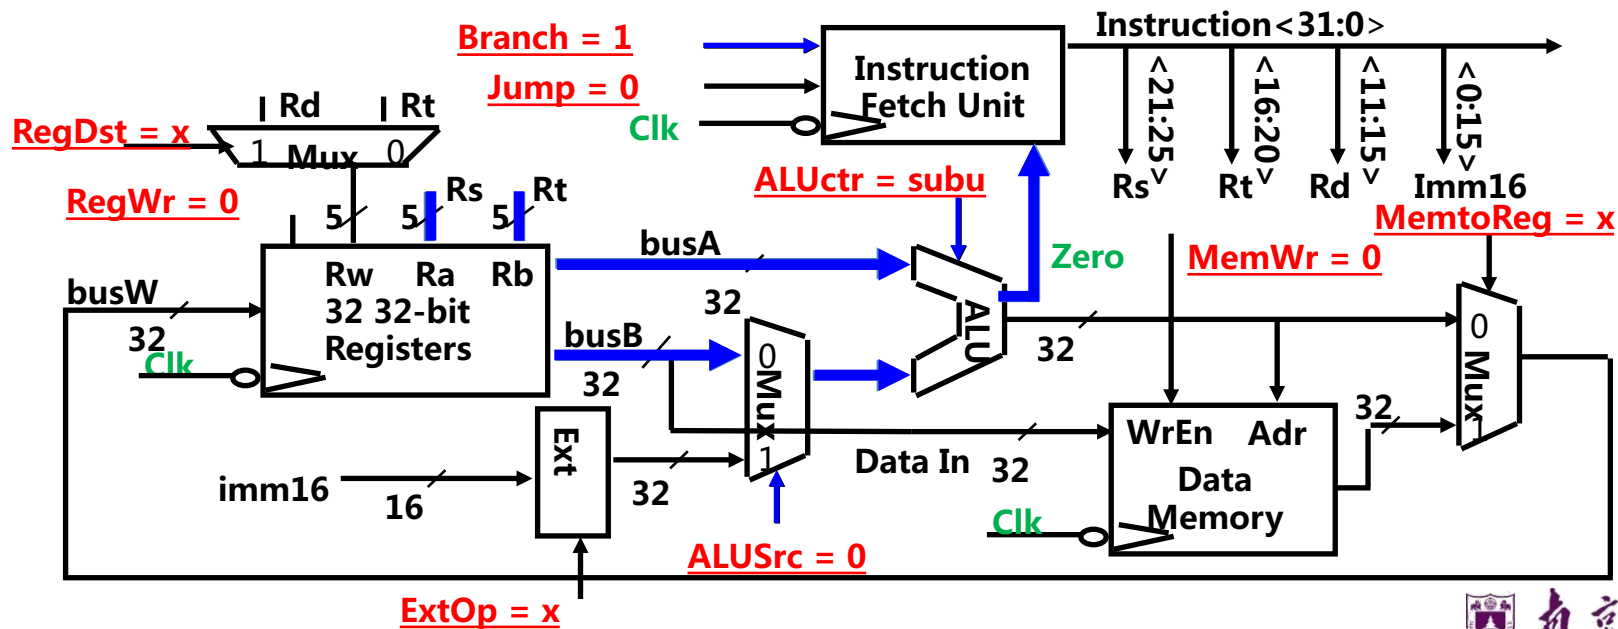 Branch = 1
Jump = 0
Clk
Instruction
Fetch Unit
Instruction<31:0>
<21:25>
<16:20>
<11:15>
<0:15>
Rs
Rt
Rd
Imm16
Rd
Rt
RegDst = x
1
Mux
0
RegWr = 0
5
5
Rs
5
Rt
ALUctr = subu
Zero
MemWr = 0
MemtoReg = x
busW
32
Clk
Rw
Ra
Rb
32 32-bit
Registers
busA
32
busB
32
0
Mux
1
ALU
32
0
Mux
1
imm16
16
Ext
32
Data In
32
WrEn
Adr
Data
Memory
Clk
32
ALUSrc = 0
ExtOp = x
南京